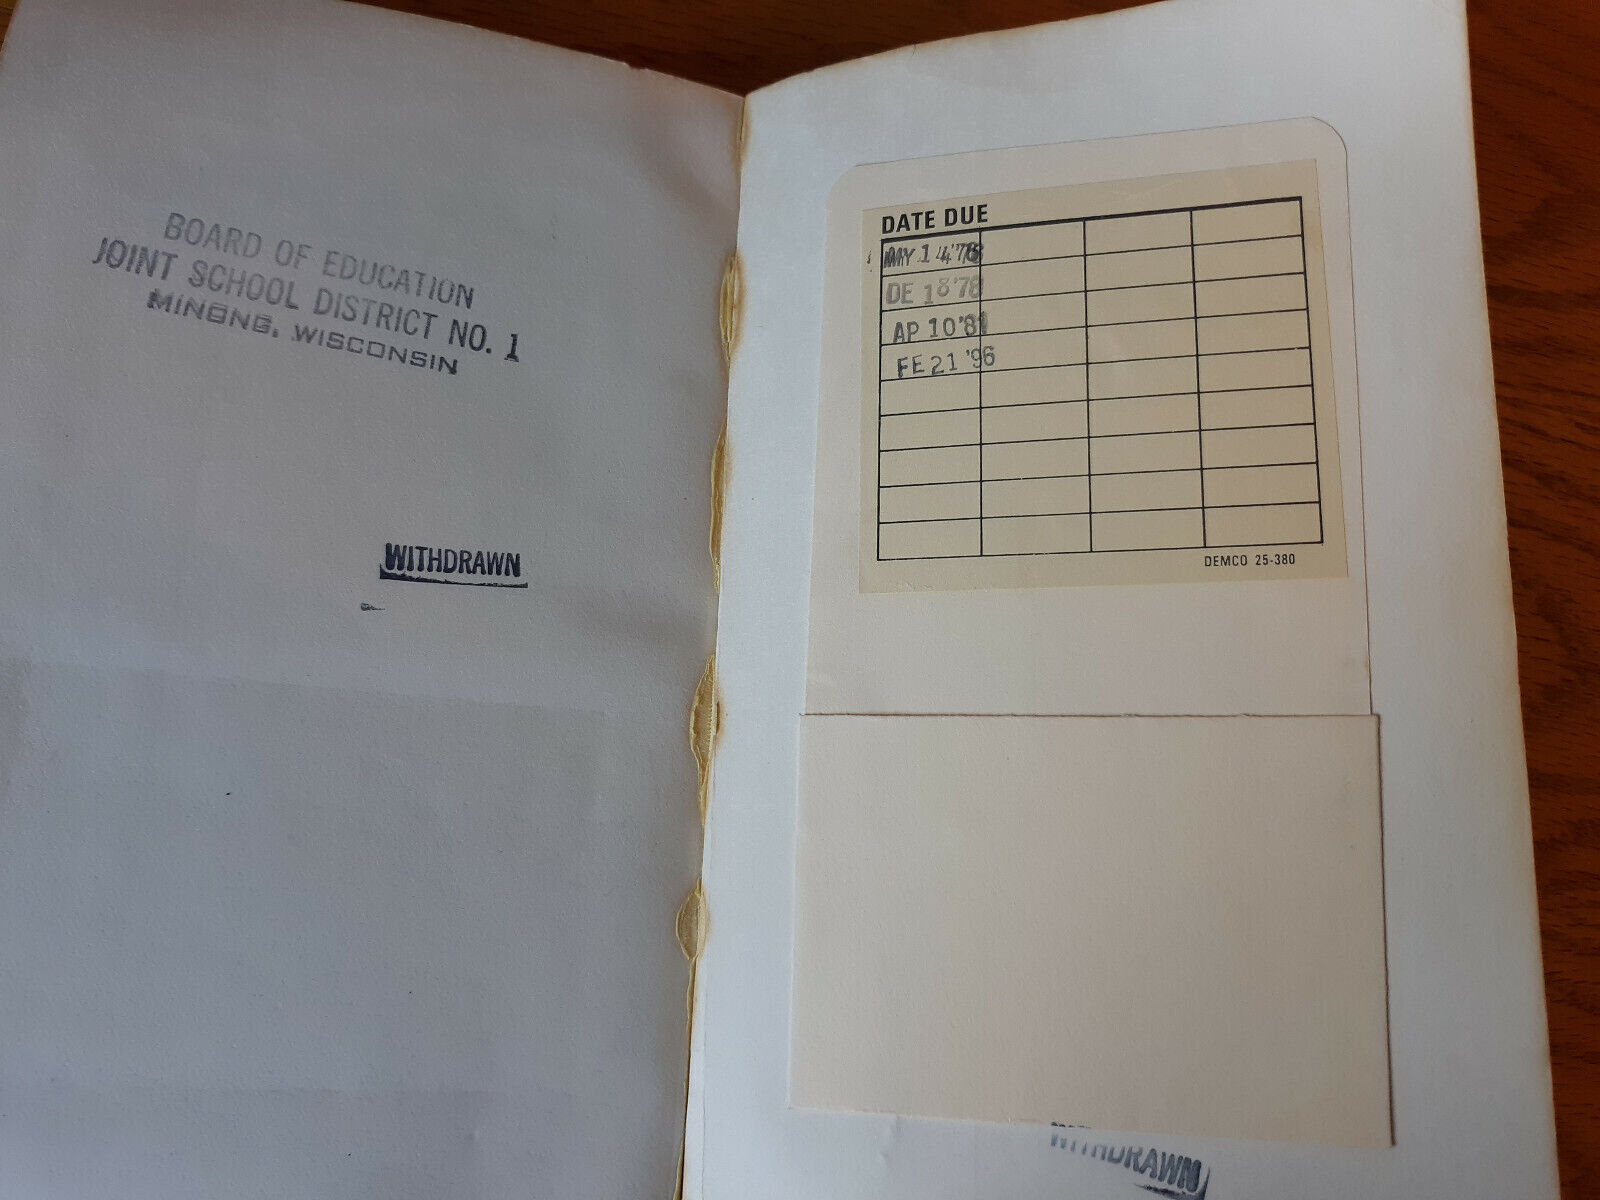 BOARD OF EDUCATION
JOINT SCHOOL DISTRICT NO. 1
MINONG, WISCONSIN
WITHDRAWN
DATE DUE
MY 14 '78
DE 18 '78
AP 10 '81
FE 21 '96
DEMCO 25-380
WITHDRAWN